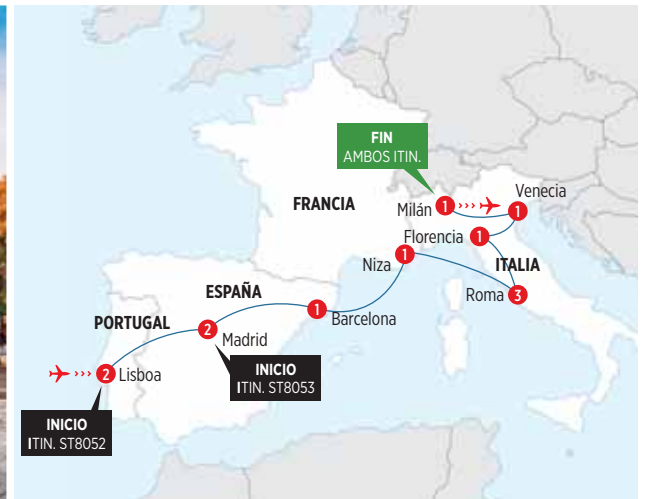 FIN
AMBOS ITIN.
FRANCIA
Milán 1
Venecia
1
Florencia 1
Niza
1
ITALIA
Roma 3
ESPAÑA
1
Barcelona
PORTUGAL
2
Madrid
2 Lisboa
INICIO
ITIN. ST8053
INICIO
ITIN. ST8052